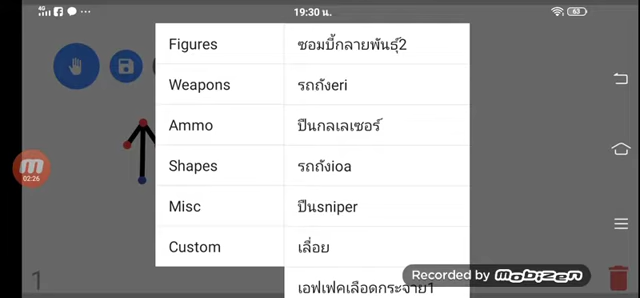 4G
19:30 น.
63
Figures
ซอมบี้กลายพันธุ์2
Weapons
รถถังeri
Ammo
ปืนกลเลเซอร์
Shapes
รถถังioa
Misc
ปืนsniper
Custom
เลื่อย
เอฟเฟคเลือดกระจาย1
02:26
1
Recorded by mobizen